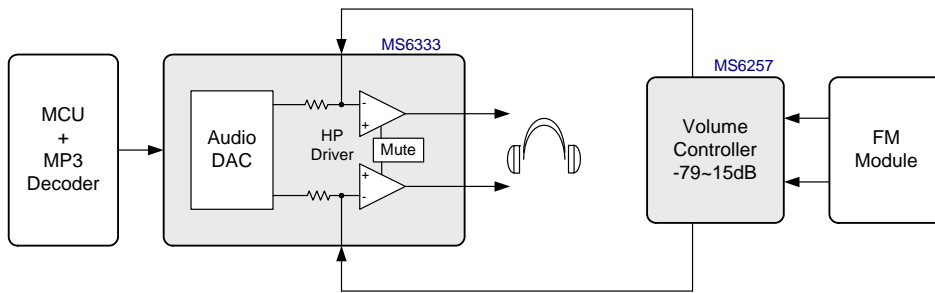 MS6333
MS6257
MCU
+
MP3
Decoder
Audio
DAC
HP
Driver
-
+
Mute
+
-
Volume
Controller
-79~15dB
FM
Module